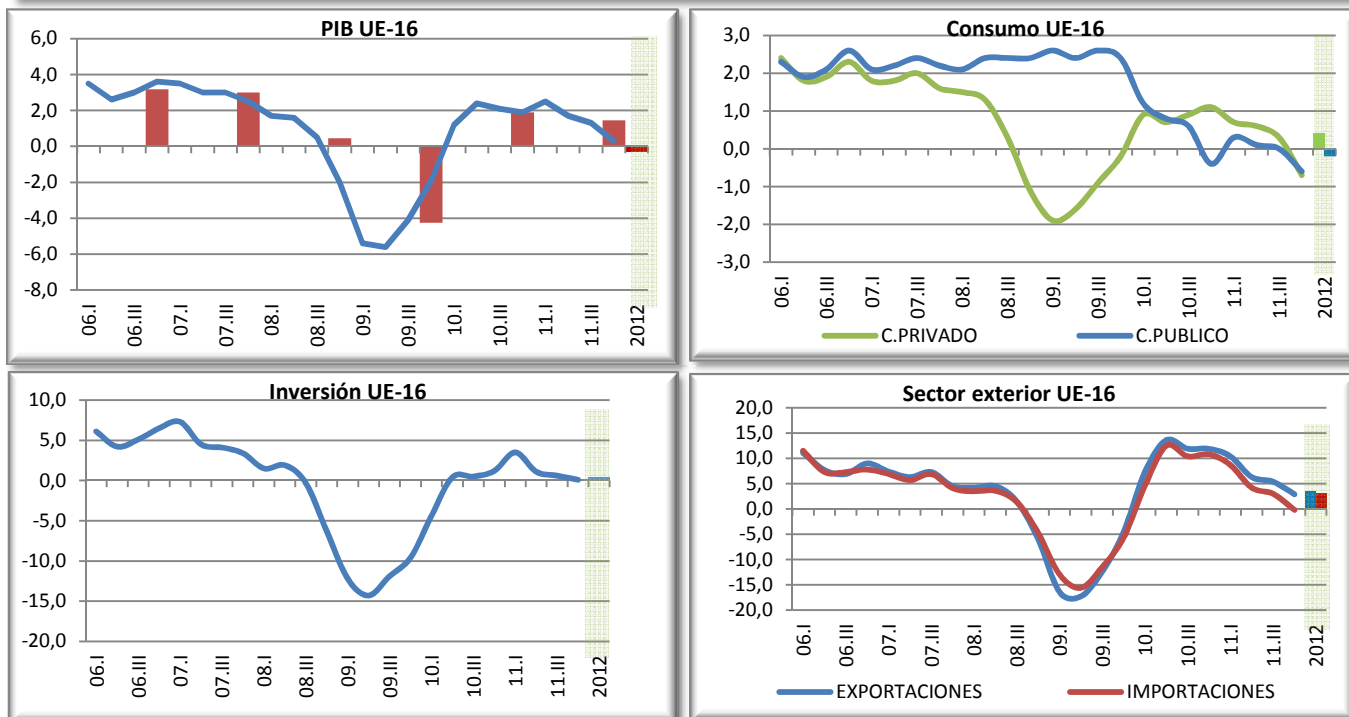 PIB UE-16
6,0
4,0
2,0
0,0
-2,0
-4,0
-6,0
-8,0
06.I
06.III
07.I
07.III
08.I
08.III
09.I
09.III
10.I
10.III
11.I
11.III
2012
Consumo UE-16
3,0
2,0
1,0
0,0
-1,0
-2,0
-3,0
06.I
06.III
07.I
07.III
08.I
08.III
09.I
09.III
10.I
10.III
11.I
11.III
2012
C.PRIVADO
C.PUBLICO
Inversión UE-16
10,0
5,0
0,0
-5,0
-10,0
-15,0
-20,0
06.I
06.III
07.I
07.III
08.I
08.III
09.I
09.III
10.I
10.III
11.I
11.III
2012
Sector exterior UE-16
20,0
15,0
10,0
5,0
0,0
-5,0
-10,0
-15,0
-20,0
06.I
06.III
07.I
07.III
08.I
08.III
09.I
09.III
10.I
10.III
11.I
11.III
2012
EXPORTACIONES
IMPORTACIONES